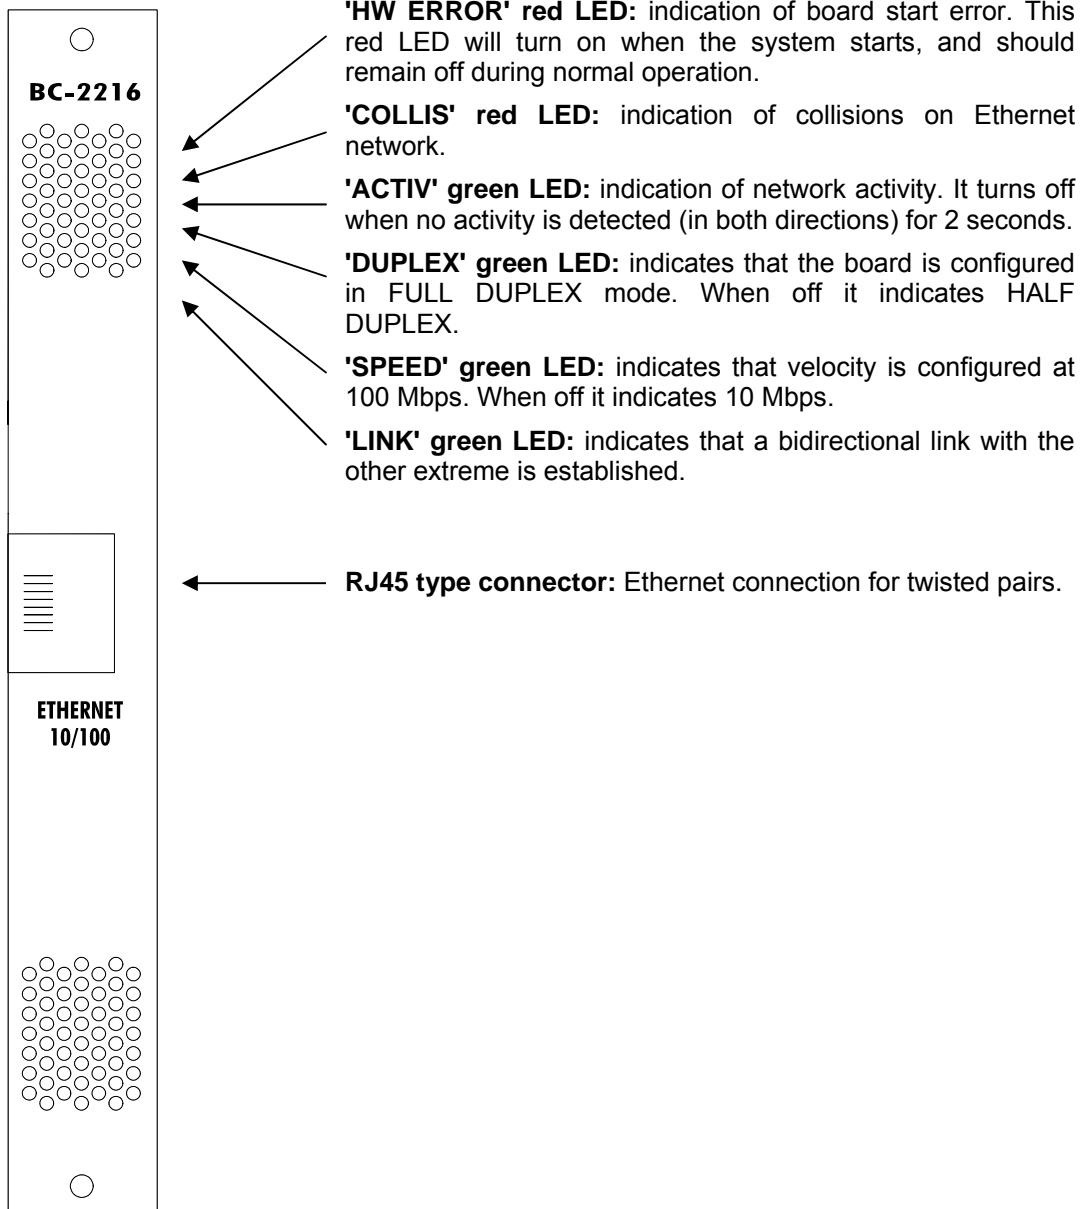 'HW ERROR' red LED: indication of board start error. This
red LED will turn on when the system starts, and should
remain off during normal operation.
BC-2216
'COLLIS' red LED: indication of collisions on Ethernet
network.
'ACTIV' green LED: indication of network activity. It turns off
when no activity is detected (in both directions) for 2 seconds.
'DUPLEX' green LED: indicates that the board is configured
in FULL DUPLEX mode. When off it indicates HALF
DUPLEX.
'SPEED' green LED: indicates that velocity is configured at
100 Mbps. When off it indicates 10 Mbps.
'LINK' green LED: indicates that a bidirectional link with the
other extreme is established.
RJ45 type connector: Ethernet connection for twisted pairs.
ETHERNET
10/100